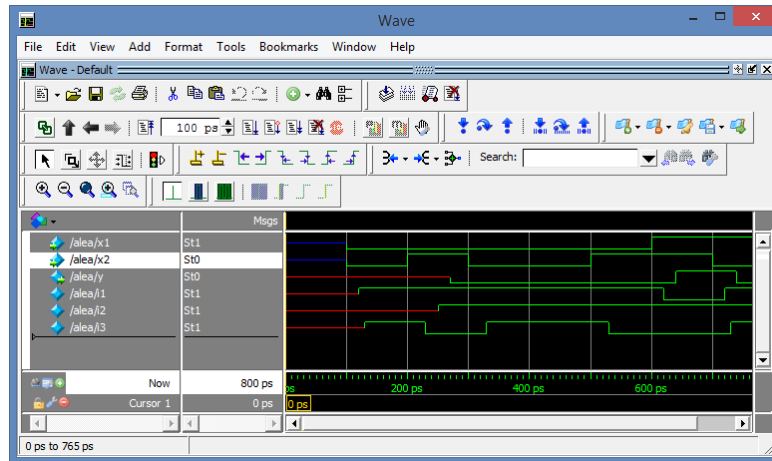 Wave
File Edit View Add Format Tools Bookmarks Window Help
Wave - Default
100 ps
Search:
Msgs
/alea/x1 St1
/alea/x2 St0
/alea/y St0
/alea/i1 St1
/alea/i2 St1
/alea/i3 St1
Now 800 ps ps 200 ps 400 ps 600 ps
Cursor 1 0 ps 0 ps
0 ps to 765 ps